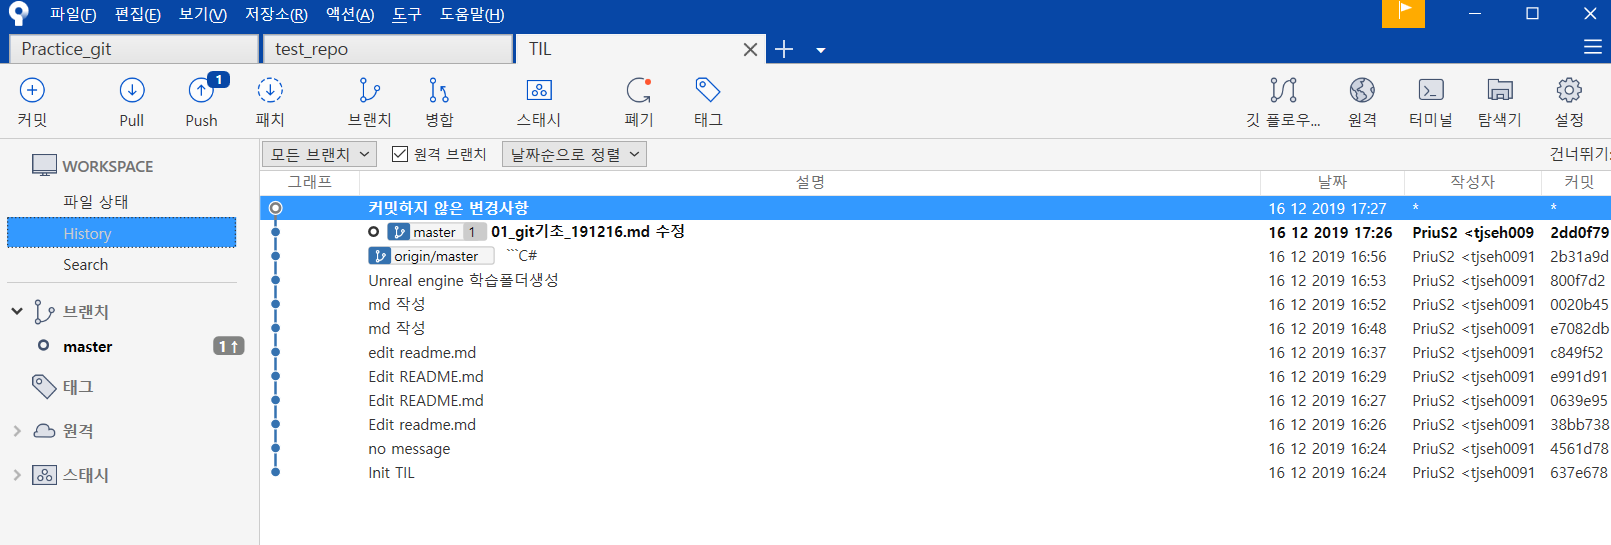 파일(F) 편집(E) 보기(V) 저장소(R) 액션(A) 도구 도움말(H)
Practice_git test_repo TIL
1
커밋 Pull Push 패치 브랜치 병합 스태시 폐기 태그 깃 플로우... 원격 터미널 탐색기 설정
WORKSPACE
파일 상태
History
Search
브랜치
master 1↑
태그
원격
스태시
모든 브랜치 원격 브랜치 날짜순으로 정렬 건너뛰기:
그래프 설명 날짜 작성자 커밋
커밋하지 않은 변경사항 16 12 2019 17:27 * *
master 1 01_git기초_191216.md 수정 16 12 2019 17:26 PriuS2 <tjseh009 2dd0f79
origin/master ```C# 16 12 2019 16:56 PriuS2 <tjseh0091 2b31a9d
Unreal engine 학습폴더생성 16 12 2019 16:53 PriuS2 <tjseh0091 800f7d2
md 작성 16 12 2019 16:52 PriuS2 <tjseh0091 0020b45
md 작성 16 12 2019 16:48 PriuS2 <tjseh0091 e7082db
edit readme.md 16 12 2019 16:37 PriuS2 <tjseh0091 c849f52
Edit README.md 16 12 2019 16:29 PriuS2 <tjseh0091 e991d91
Edit README.md 16 12 2019 16:27 PriuS2 <tjseh0091 0639e95
Edit readme.md 16 12 2019 16:26 PriuS2 <tjseh0091 38bb738
no message 16 12 2019 16:24 PriuS2 <tjseh0091 4561d78
Init TIL 16 12 2019 16:24 PriuS2 <tjseh0091 637e678